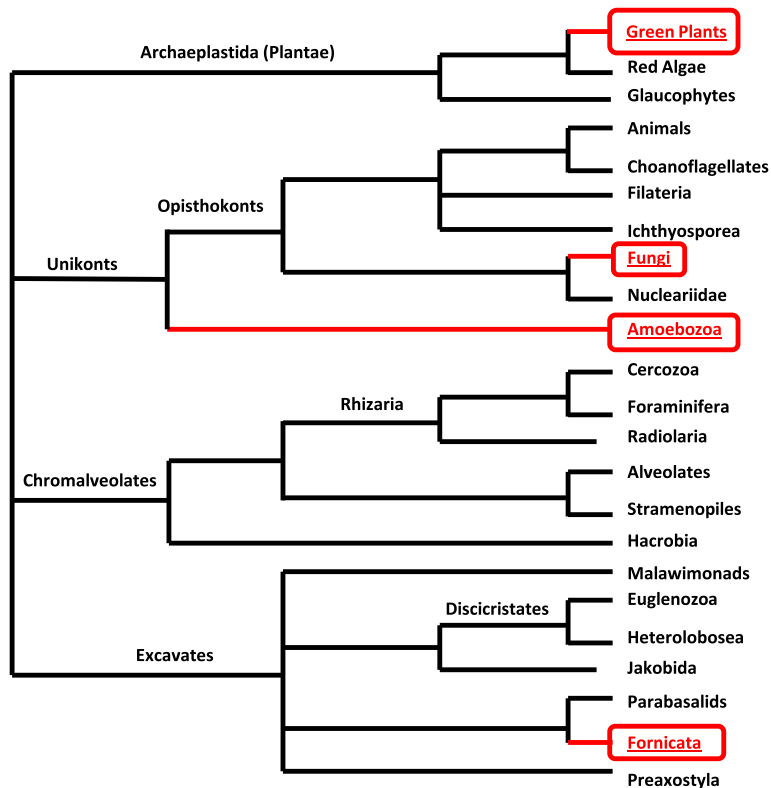 Green Plants
Archaeplastida (Plantae)
Red Algae
Glaucophytes
Animals
Choanoflagellates
Filateria
Opisthokonts
Ichthyosporea
Fungi
Unikonts
Nucleariidae
Amoebozoa
Cercozoa
Rhizaria
Foraminifera
Radiolaria
Alveolates
Chromalveolates
Stramenopiles
Hacrobia
Malawimonads
Euglenozoa
Discicristates
Heterolobosea
Excavates
Jakobida
Parabasalids
Fornicata
Preaxostyla